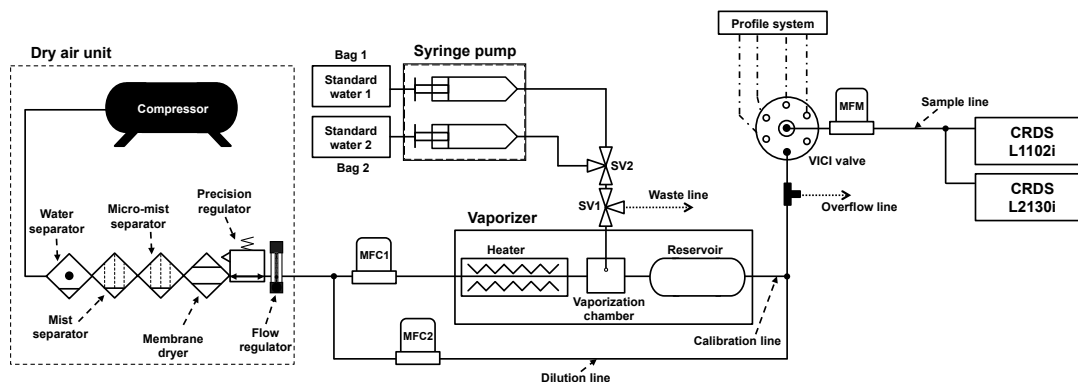 Profile system
Dry air unit
Bag 1
Syringe pump
Standard
water 1
Standard
water 2
Bag 2
Compressor
MFM
Sample line
CRDS
L1102i
VICI valve
CRDS
L2130i
SV2
SV1
Waste line
Overflow line
Precision
regulator
Micro-mist
separator
Water
separator
Vaporizer
MFC1
Heater
Reservoir
Vaporization
chamber
Mist
separator
Membrane
dryer
Flow
regulator
MFC2
Calibration line
Dilution line